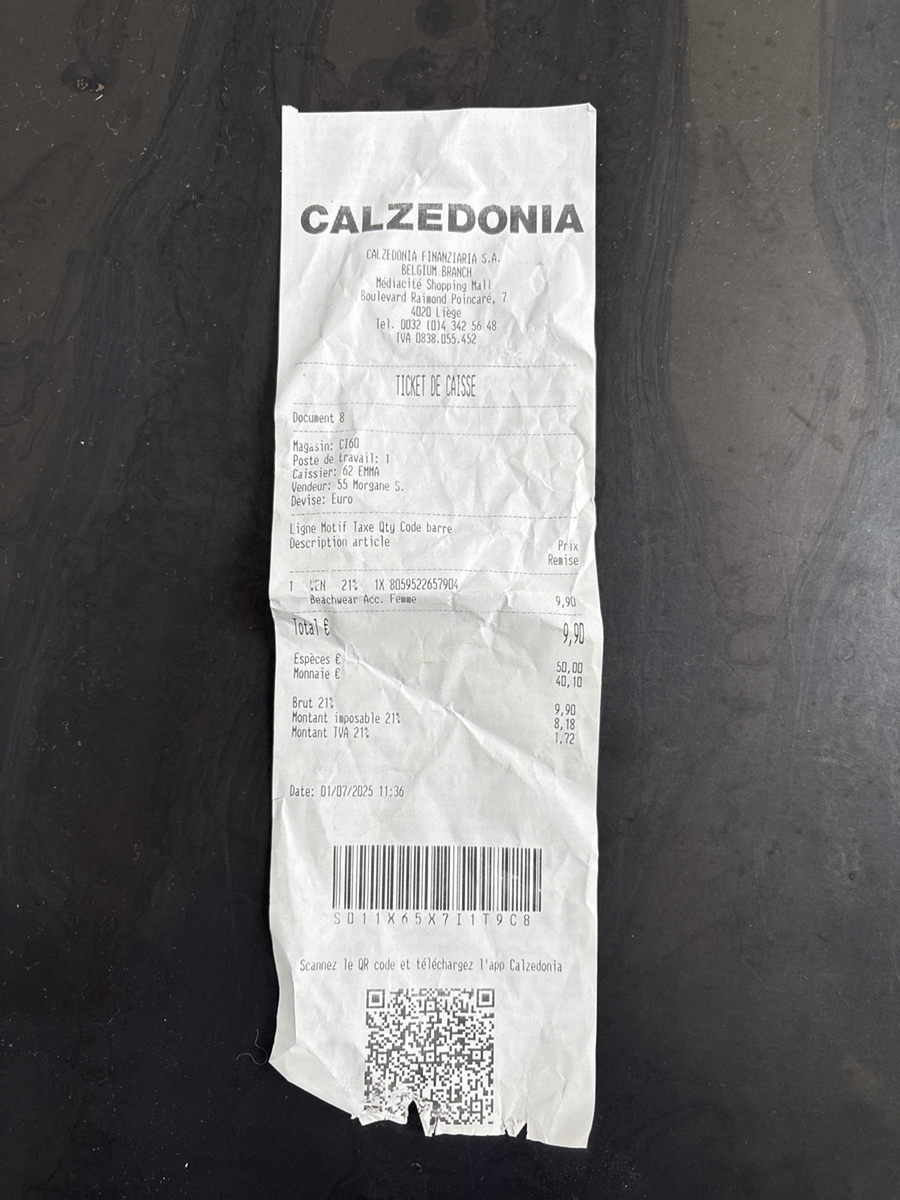 CALZEDONIA
CALZEDONIA FINANZIARIA S.A.
BELGIUM BRANCH
Médiacité Shopping Mall
Boulevard Raimond Poincaré, 7
4020 Liège
Tel. 0032 (0)4 342 56 48
IVA 0838.055.452
TICKET DE CAISSE
Document 8
Magasin: CI60
Poste de travail: 1
Caissier: 62 EMMA
Vendeur: 55 Morgane S.
Devise: Euro
Ligne Motif Taxe Qty Code barre
Description article Prix
Remise
1 VEN 21% 1X 8059522657904
Beachwear Acc. Femme 9,90
Total € 9,90
Espèces € 50,00
Monnaie € 40,10
Brut 21% 9,90
Montant imposable 21% 8,18
Montant TVA 21% 1,72
Date: 01/07/2025 11:36
S011X65X7I1T9C8
Scannez le QR code et téléchargez l'app Calzedonia